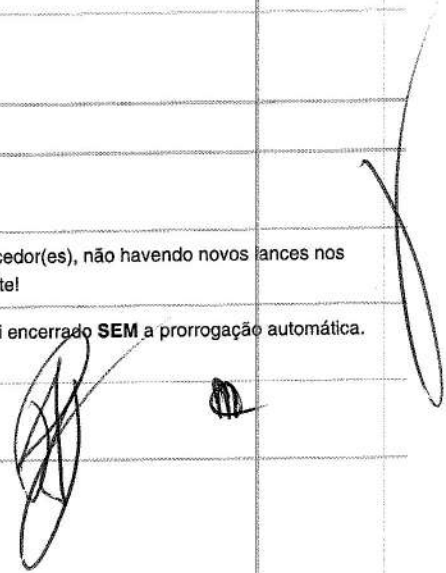 cedor(es), não havendo novos lances nos
te!
i encerrado SEM a prorrogação automática.